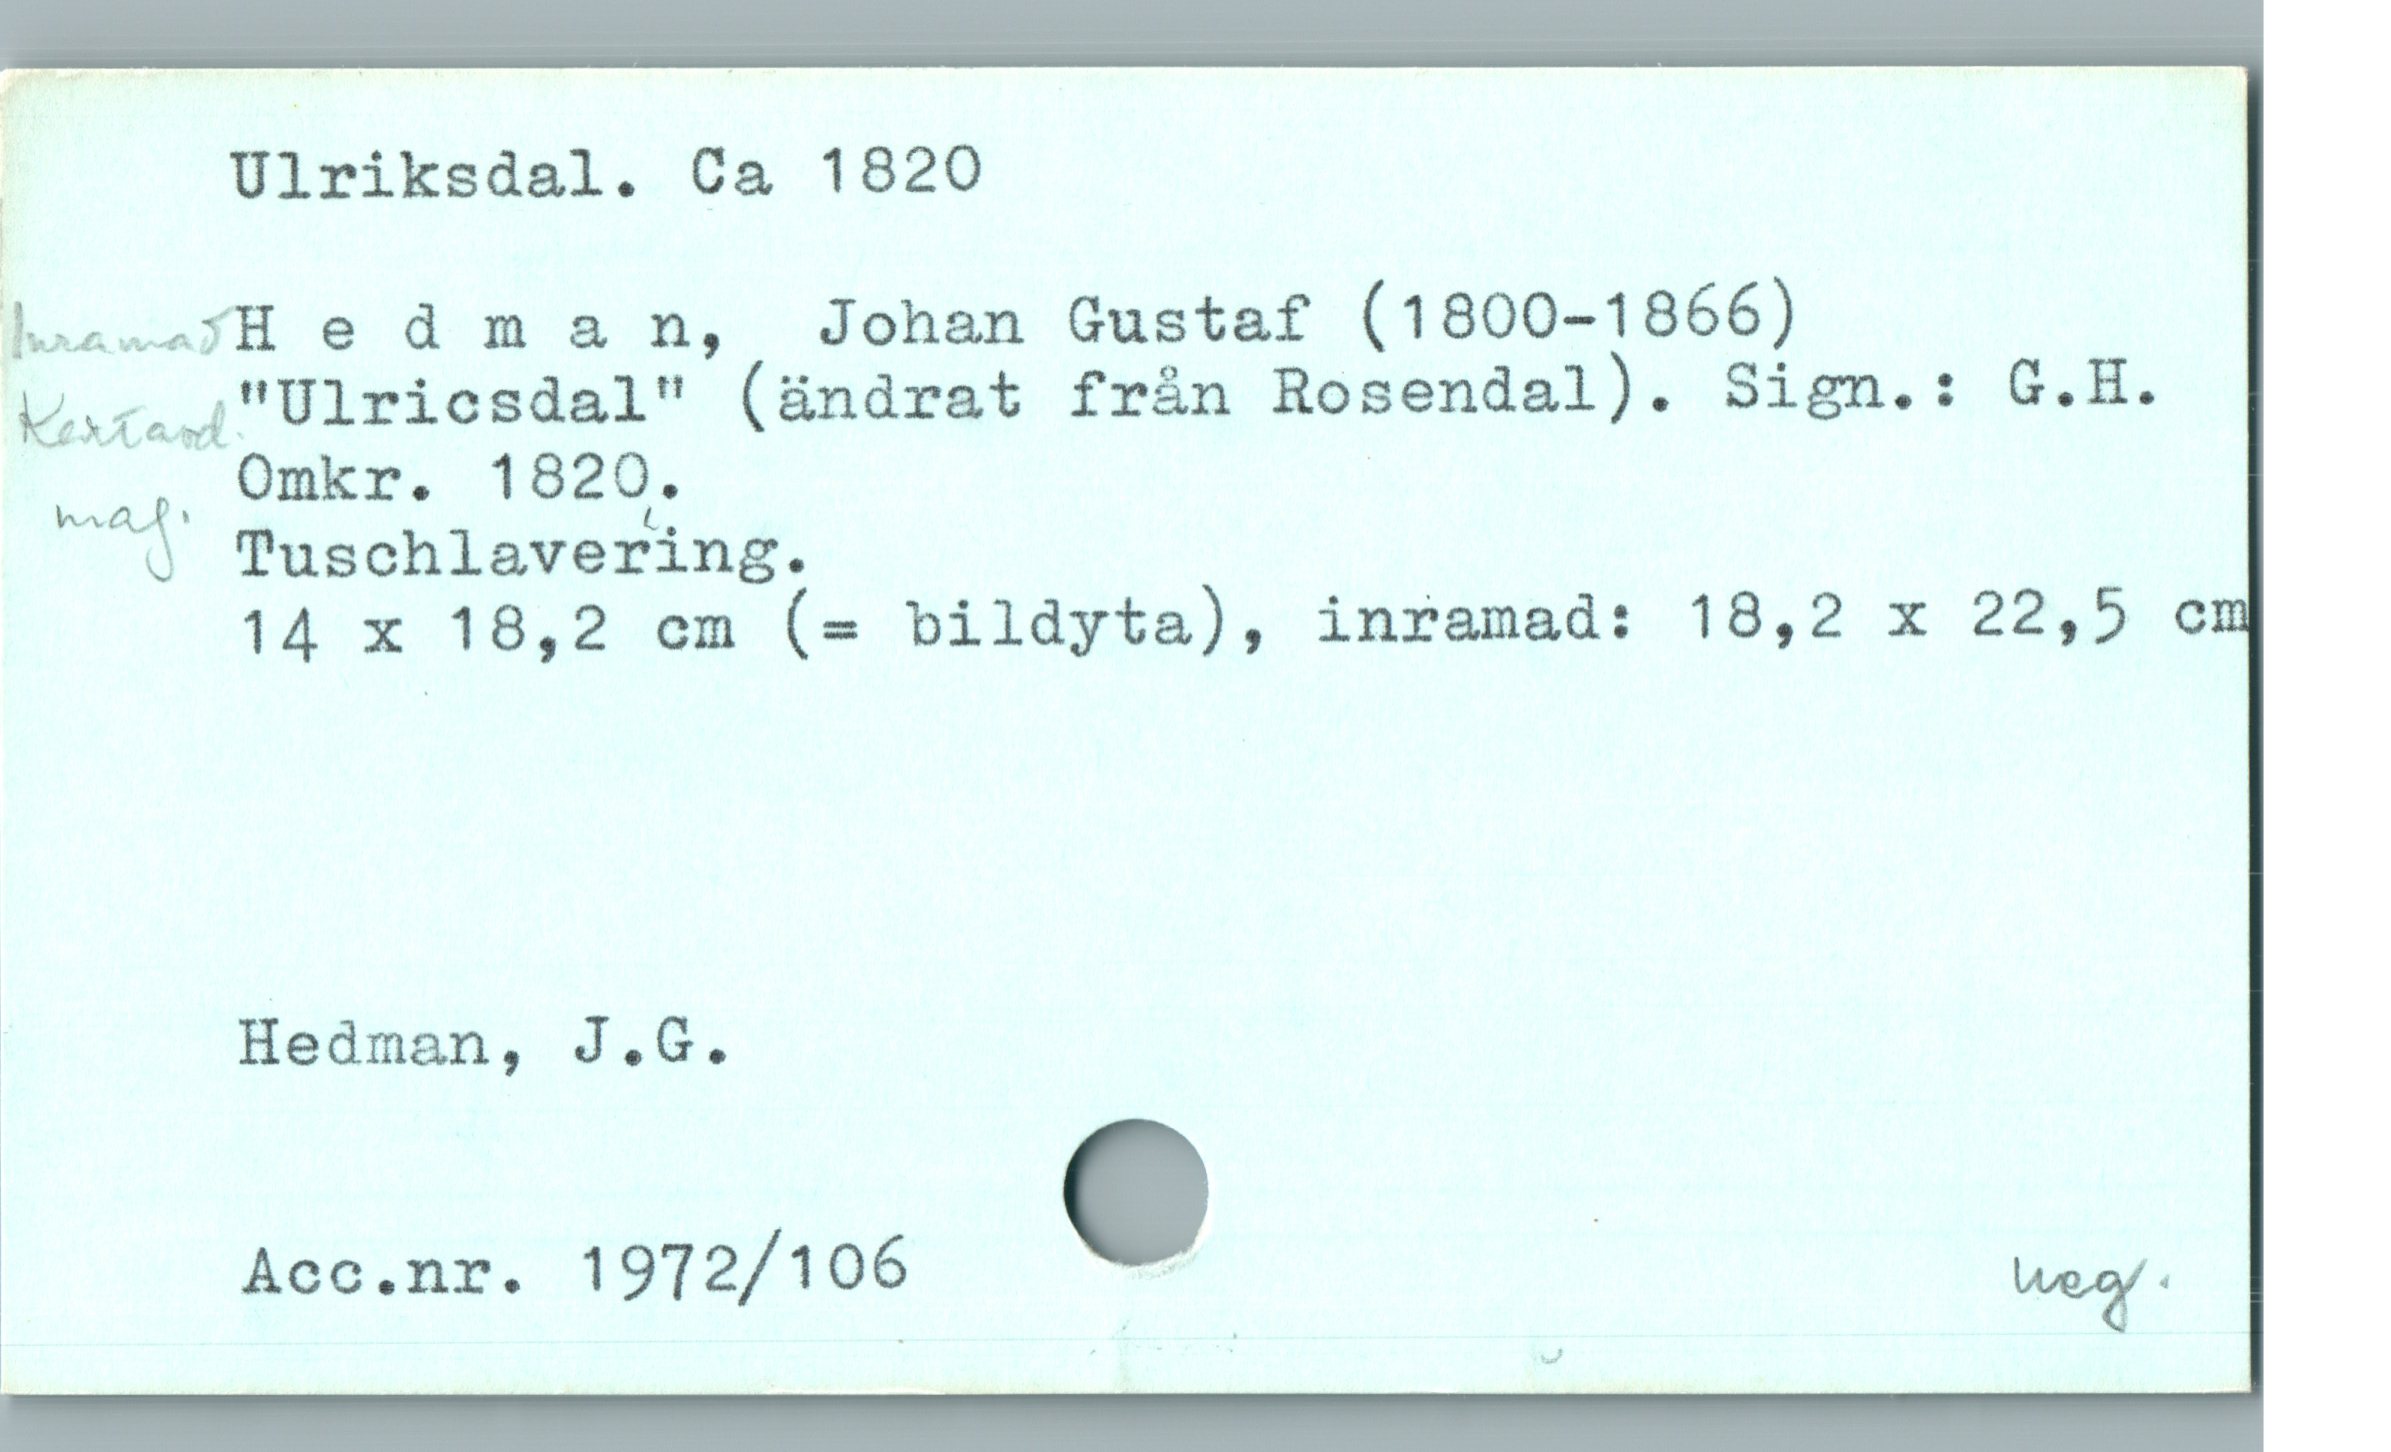 Ulriksdal. Ca 1820
Inramad
H e d m a n, Johan Gustaf (1800-1866)
"Ulricsdal" (ändrat från Rosendal). Sign.: G.H.
Omkr. 1820.
mag.
Tuschlavering.
14 x 18,2 cm (= bildyta), inramad: 18,2 x 22,5 cm
Hedman, J.G.
Acc.nr. 1972/106
neg.